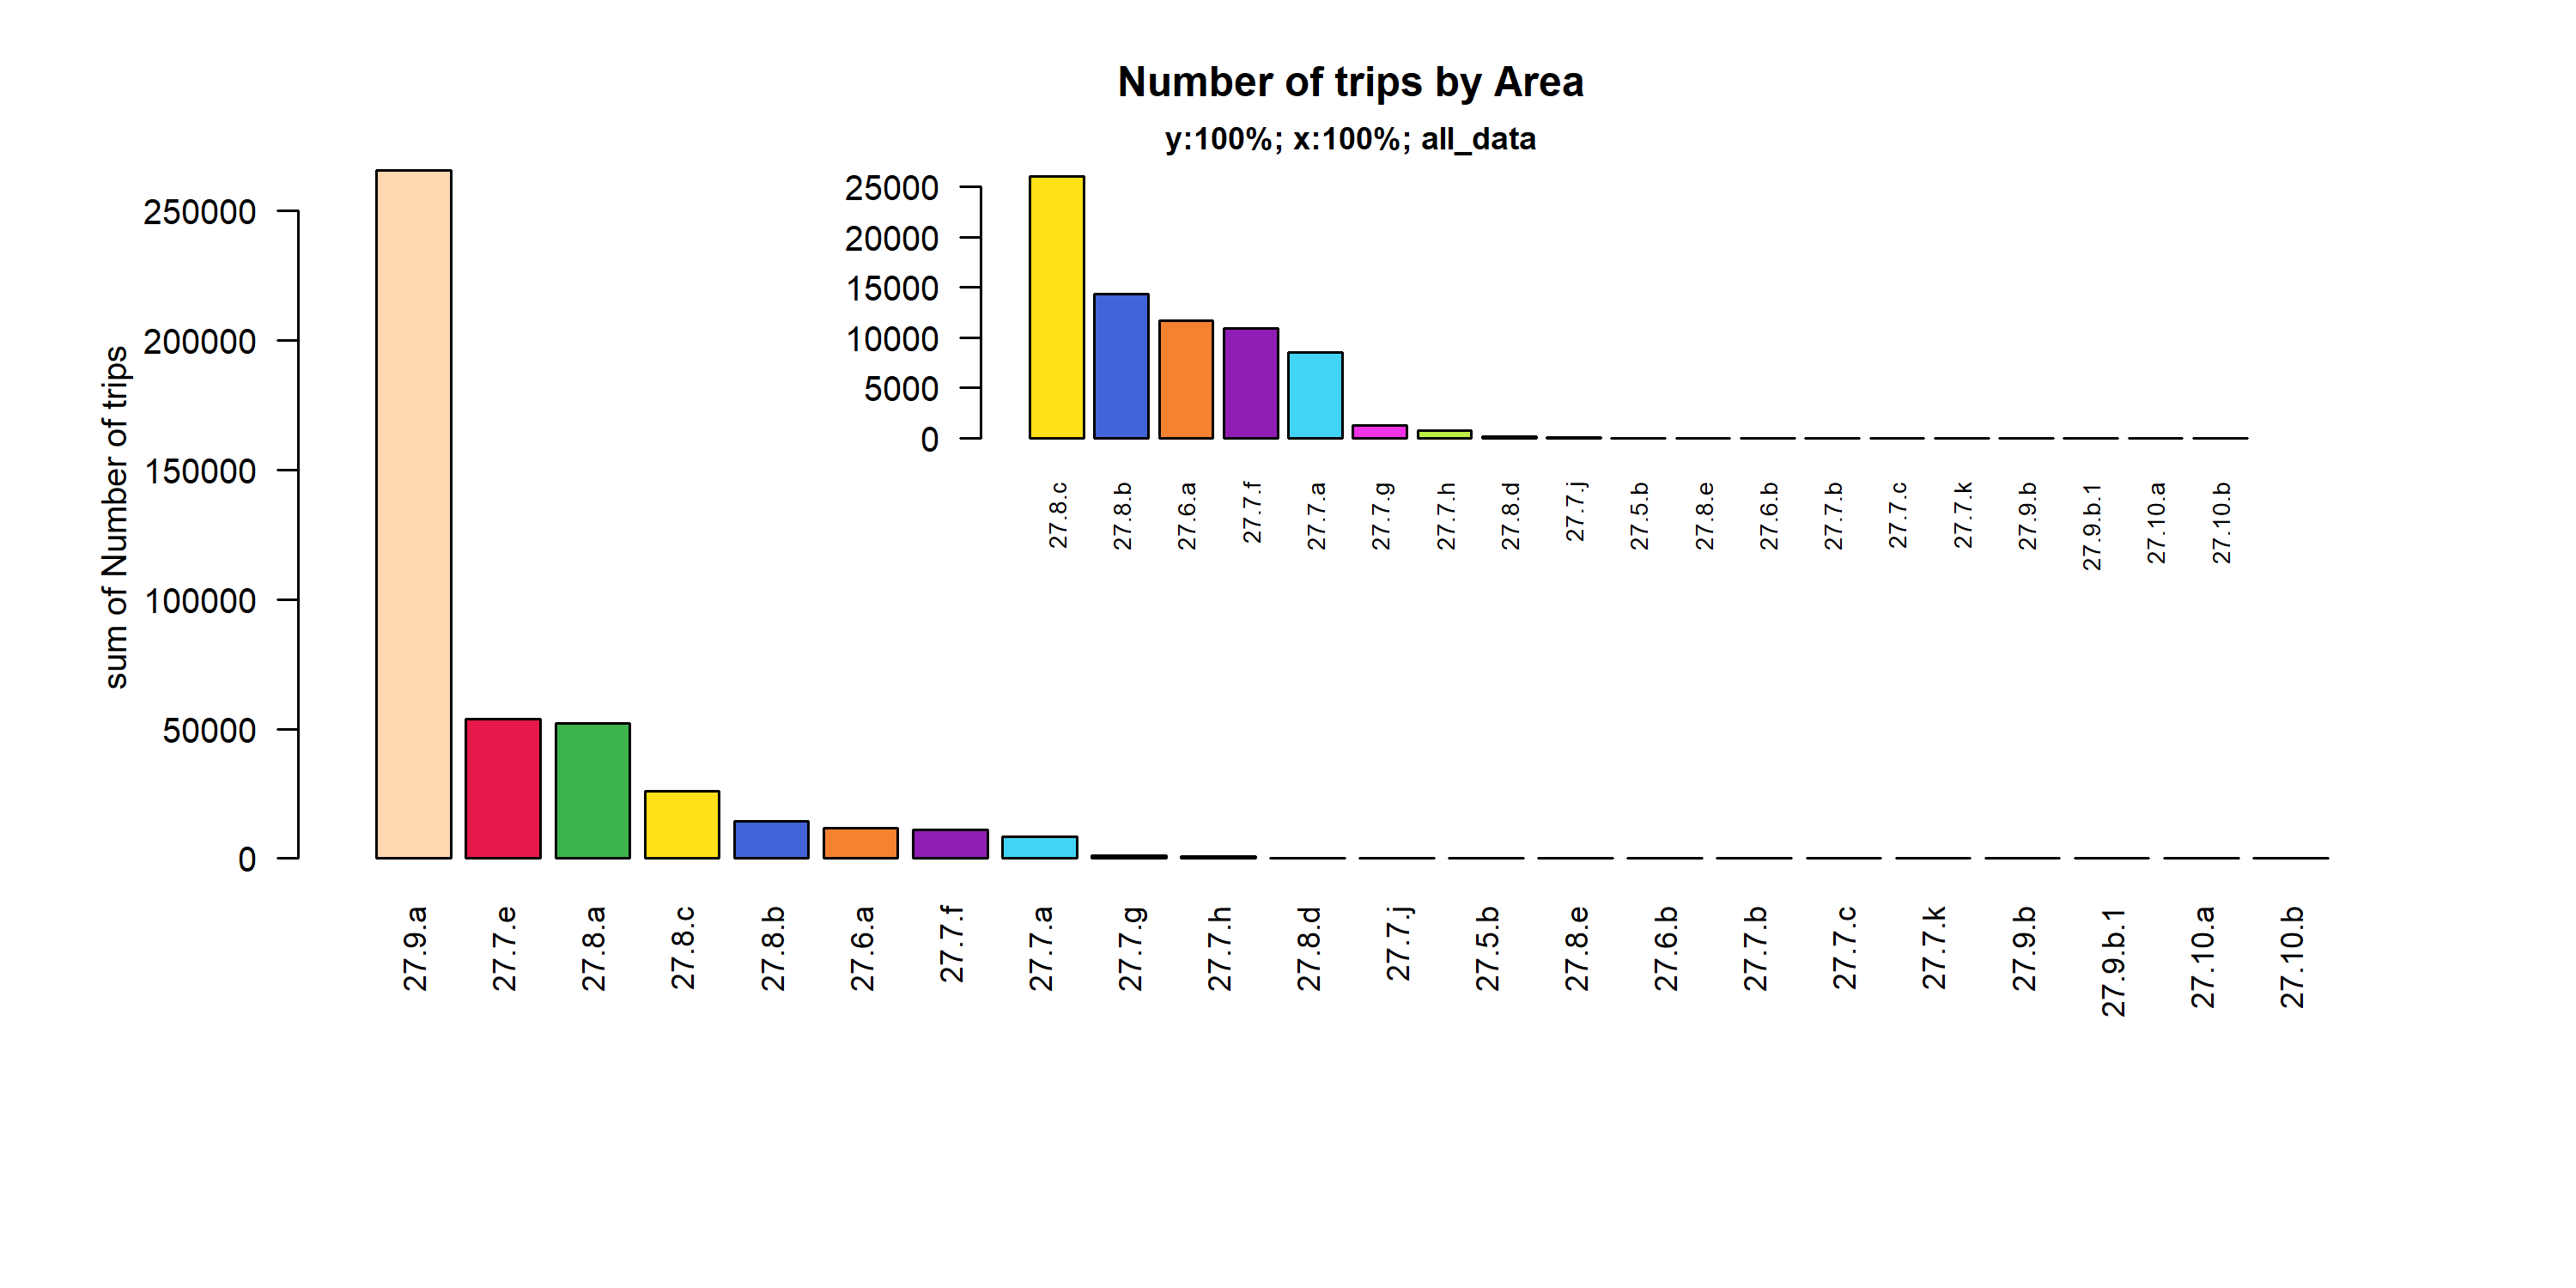 Number of trips by Area
y:100%; x:100%; all_data
sum of Number of trips
250000
200000
150000
100000
50000
0
25000
20000
15000
10000
5000
0
27.8.c
27.8.b
27.6.a
27.7.f
27.7.a
27.7.g
27.7.h
27.8.d
27.7.j
27.5.b
27.8.e
27.6.b
27.7.b
27.7.c
27.7.k
27.9.b
27.9.b.1
27.10.a
27.10.b
27.9.a
27.7.e
27.8.a
27.8.c
27.8.b
27.6.a
27.7.f
27.7.a
27.7.g
27.7.h
27.8.d
27.7.j
27.5.b
27.8.e
27.6.b
27.7.b
27.7.c
27.7.k
27.9.b
27.9.b.1
27.10.a
27.10.b